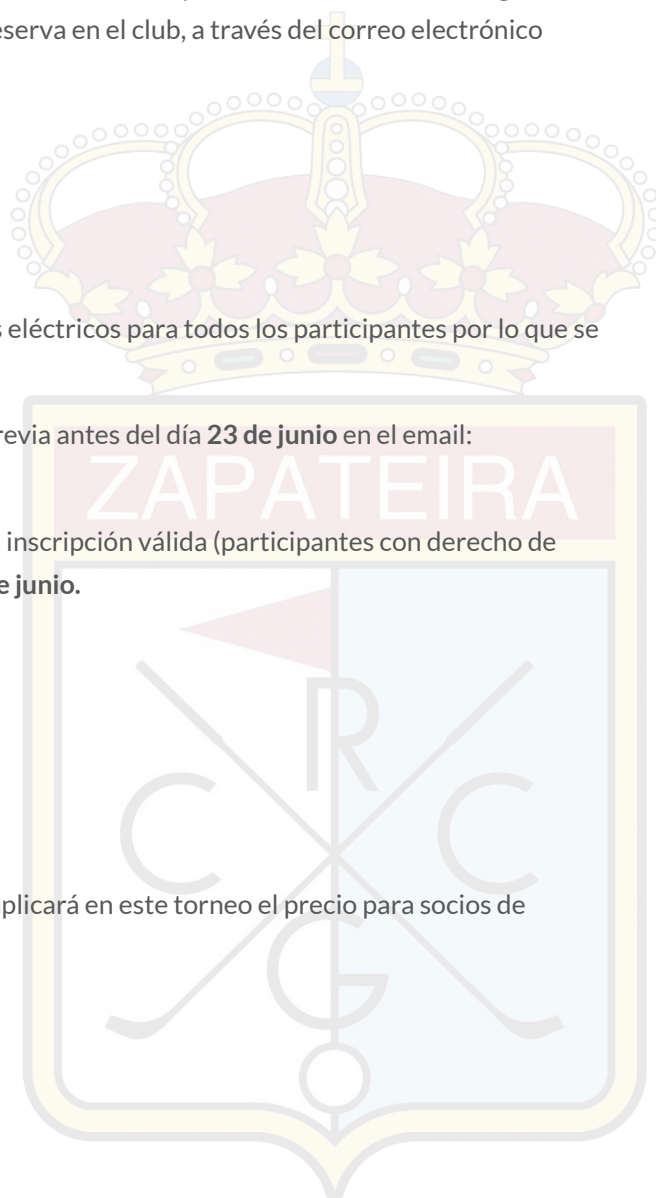 eserva en el club, a través del correo electrónico
s eléctricos para todos los participantes por lo que se
revia antes del día 23 de junio en el email:
ZAPATEIRA
inscripción válida (participantes con derecho de
e junio.
R
C C
plicará en este torneo el precio para socios de
G